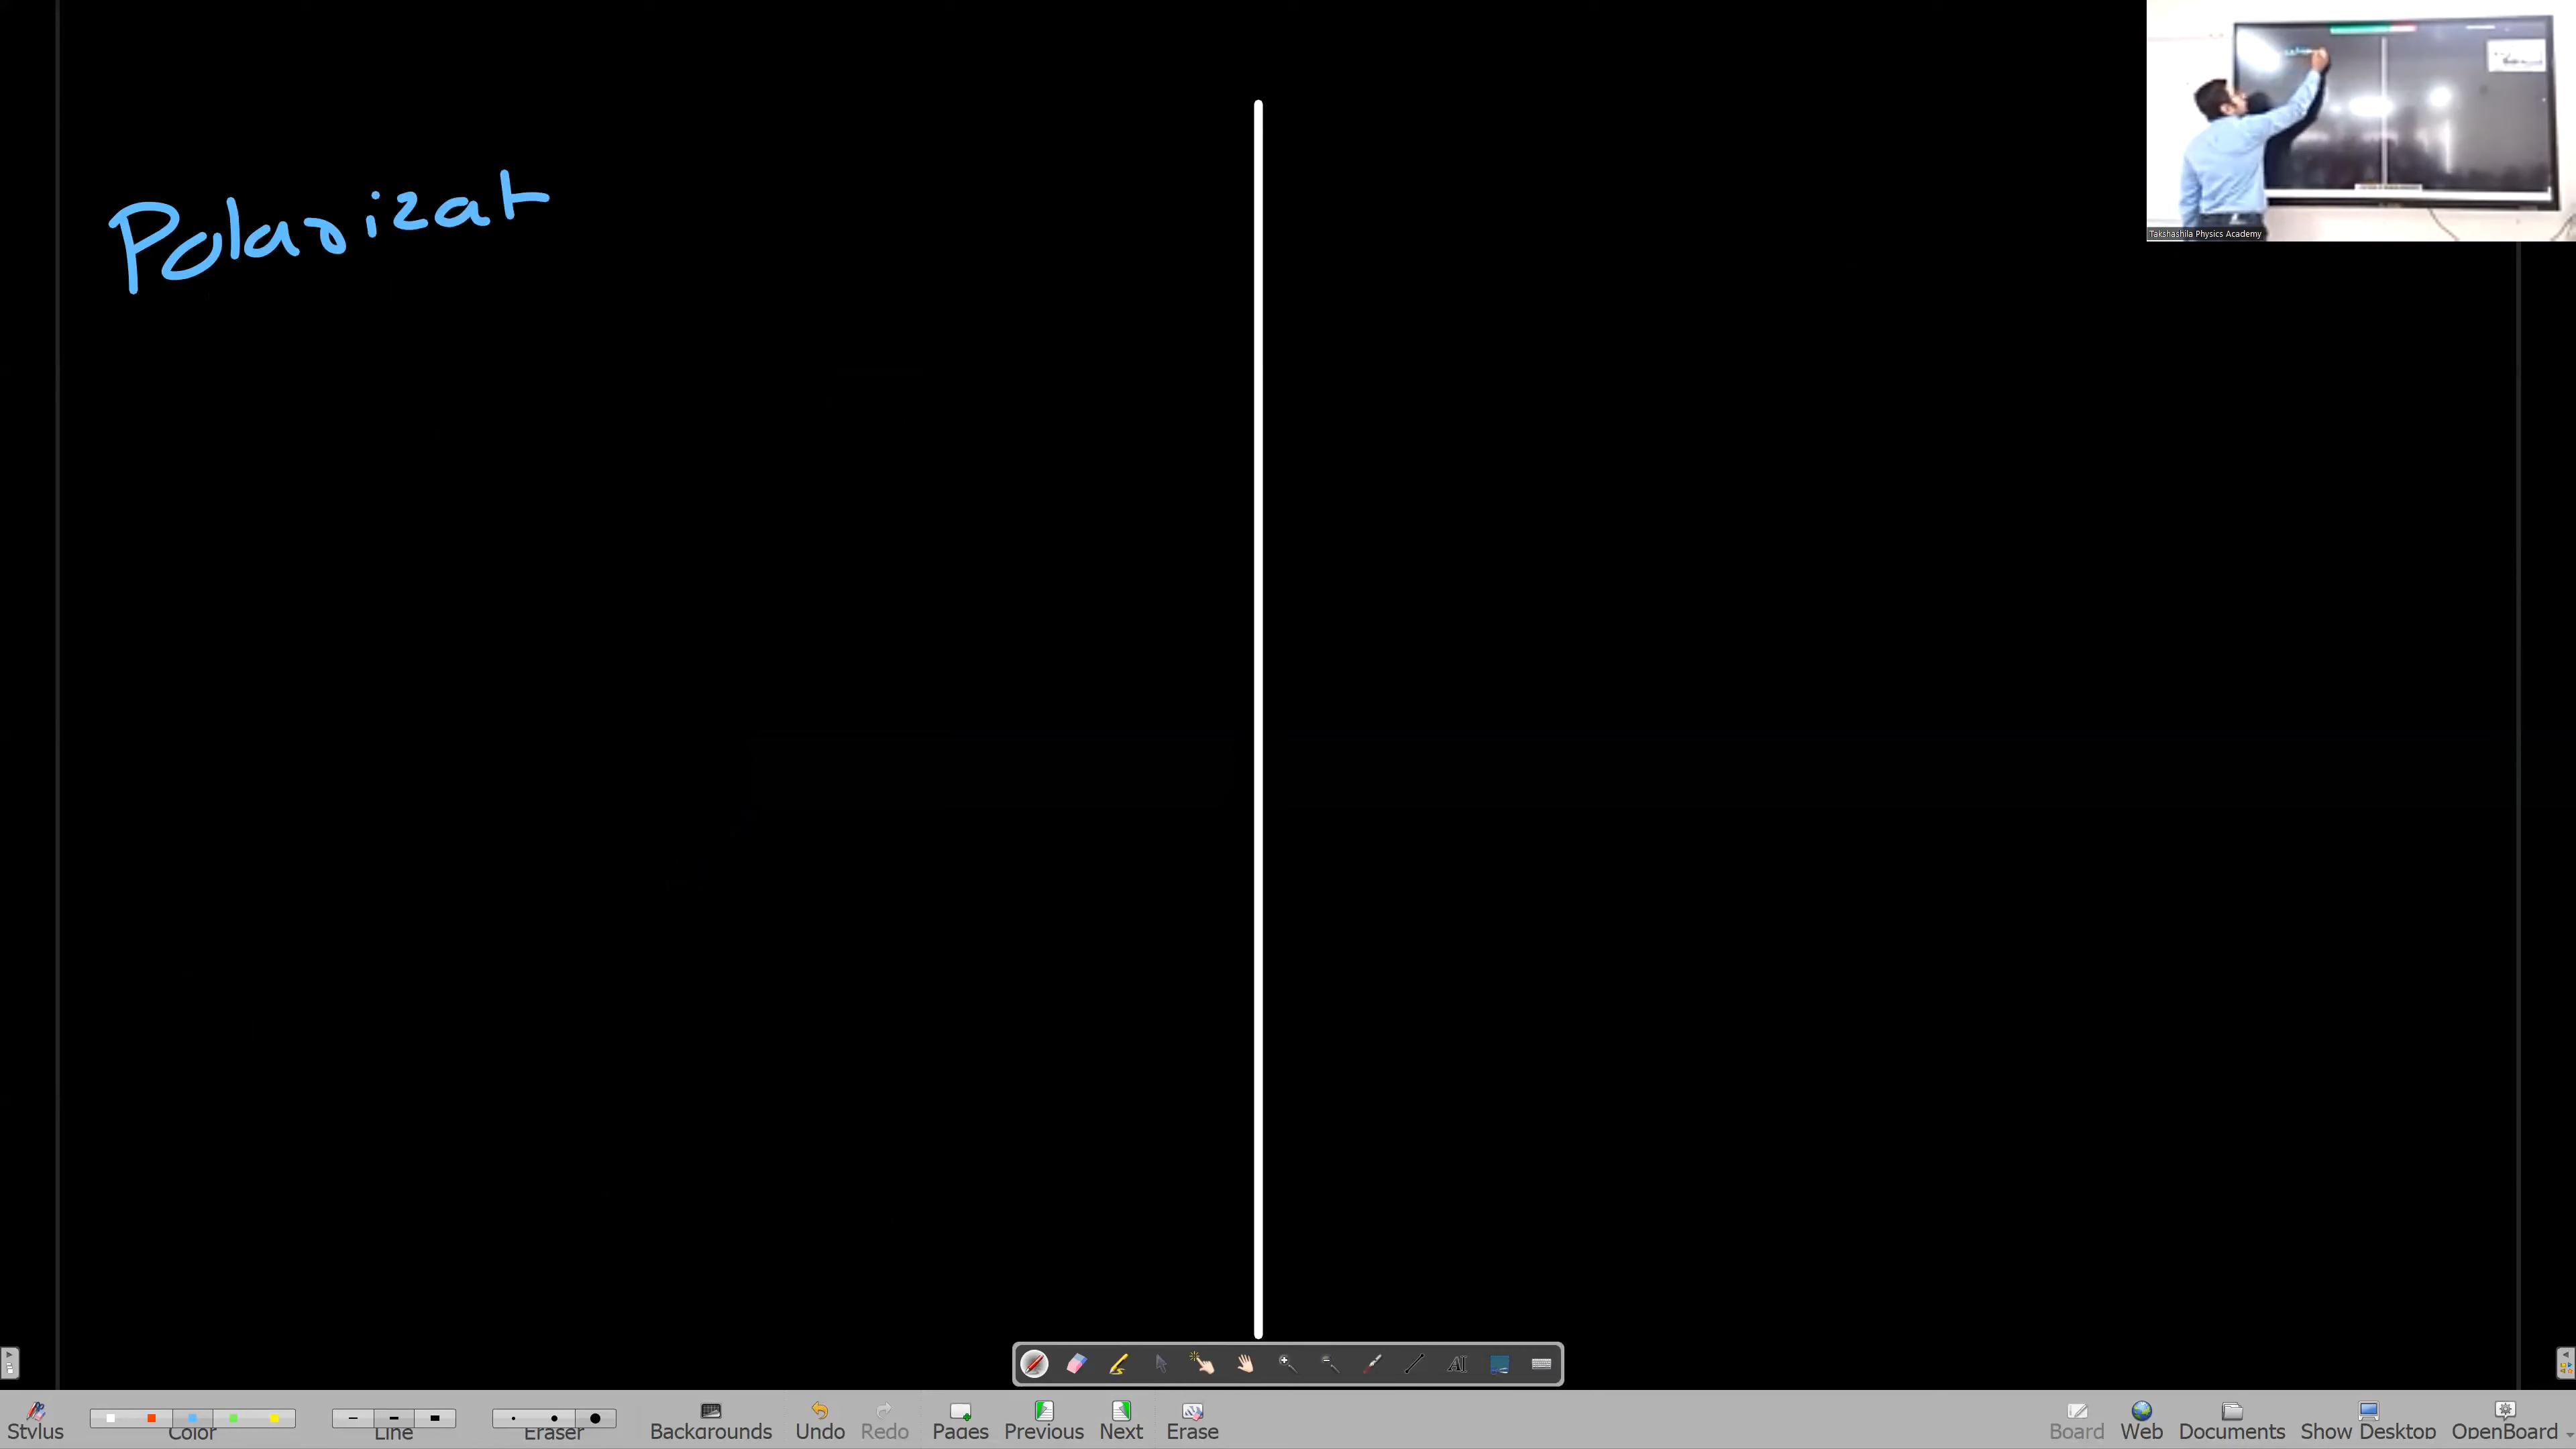 Polarizat
Takshashila Physics Academy
Stylus Color Line Eraser Backgrounds Undo Redo Pages Previous Next Erase Board Web Documents Show Desktop OpenBoard